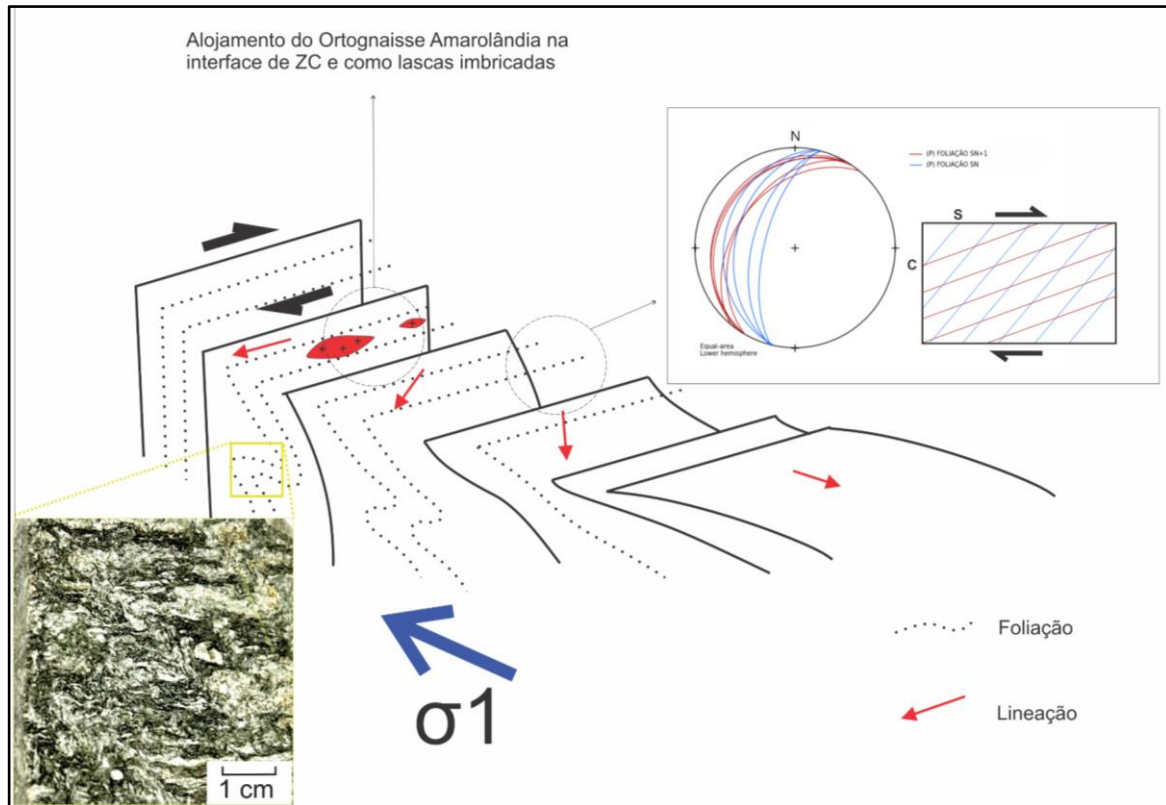 Alojamento do Ortognaisse Amarolândia na
interface de ZC e como lascas imbricadas
N
(P) FOLIAÇÃO SN+1
(P) FOLIAÇÃO SN
S
C
Equal-area
Lower hemisphere
σ1
Foliação
Lineação
1 cm